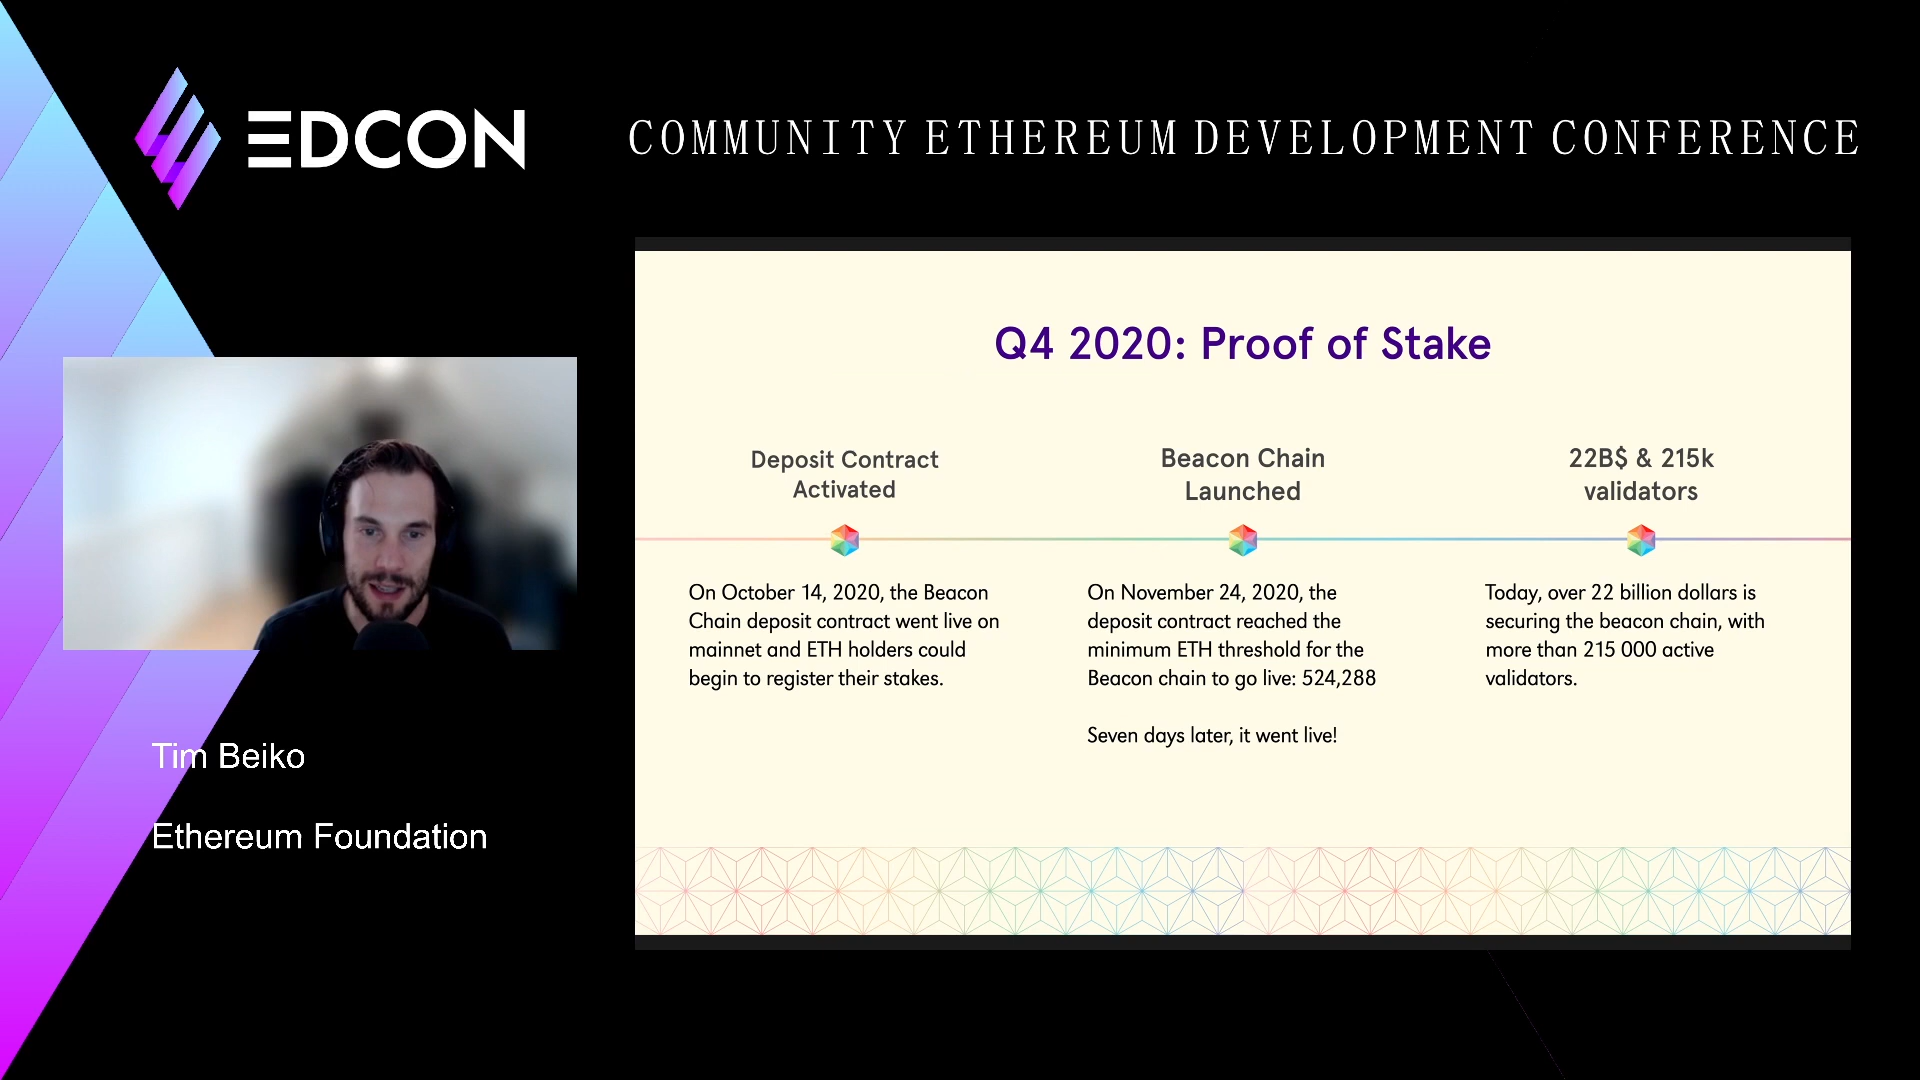 EDCON
COMMUNITY ETHEREUM DEVELOPMENT CONFERENCE
Q4 2020: Proof of Stake
Deposit Contract
Activated
On October 14, 2020, the Beacon
Chain deposit contract went live on
mainnet and ETH holders could
begin to register their stakes.
Beacon Chain
Launched
On November 24, 2020, the
deposit contract reached the
minimum ETH threshold for the
Beacon chain to go live: 524,288
Seven days later, it went live!
22B$ & 215k
validators
Today, over 22 billion dollars is
securing the beacon chain, with
more than 215 000 active
validators.
Tim Beiko
Ethereum Foundation